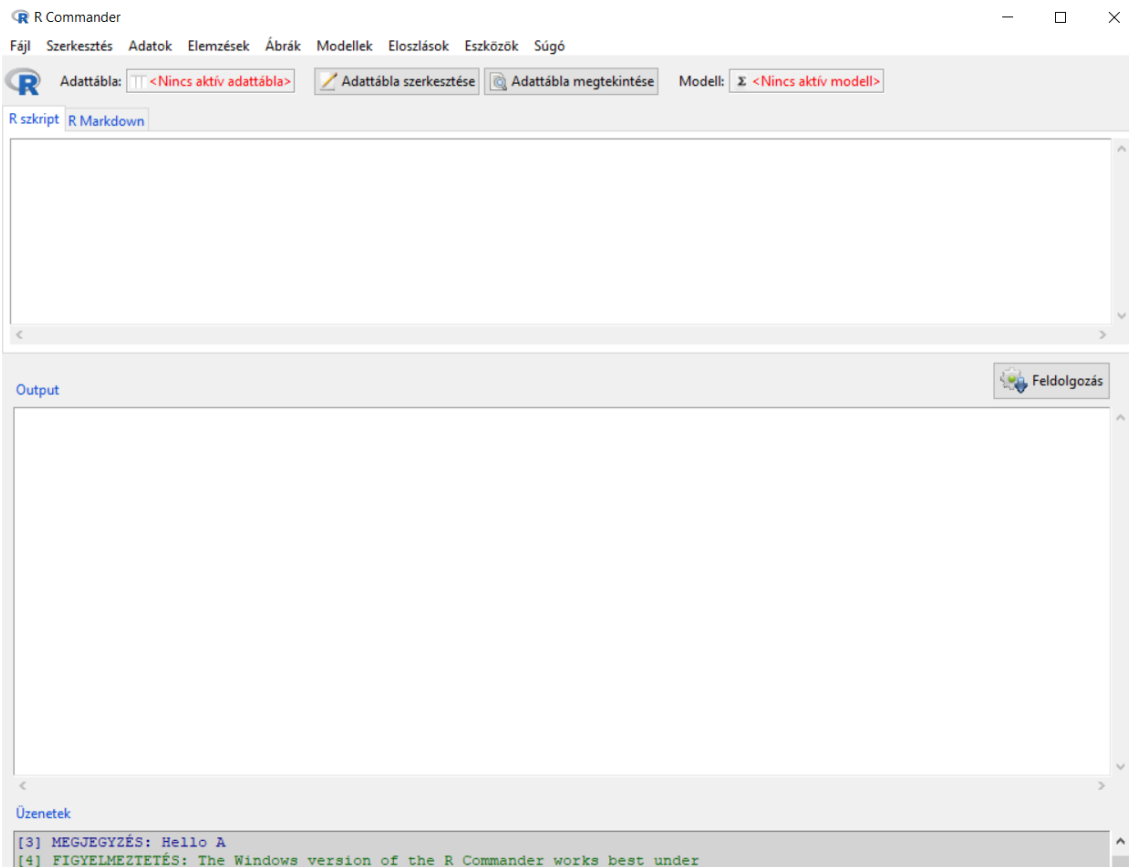 R Commander
Fájl Szerkesztés Adatok Elemzések Ábrák Modellek Eloszlások Eszközök Súgó
R Adattábla: <Nincs aktív adattábla> Adattábla szerkesztése Adattábla megtekintése Modell: Σ <Nincs aktív modell>
R szkript R Markdown
Output Feldolgozás
Üzenetek
[3] MEGJEGYZÉS: Hello A
[4] FIGYELMEZTETÉS: The Windows version of the R Commander works best under